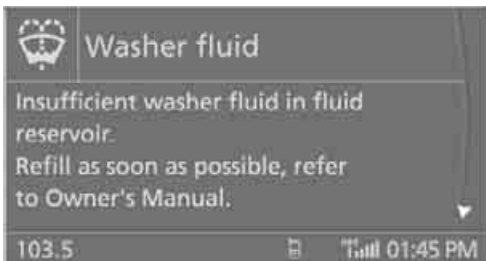 Washer fluid
Insufficient washer fluid in fluid
reservoir.
Refill as soon as possible, refer
to Owner's Manual.
103.5 01:45 PM